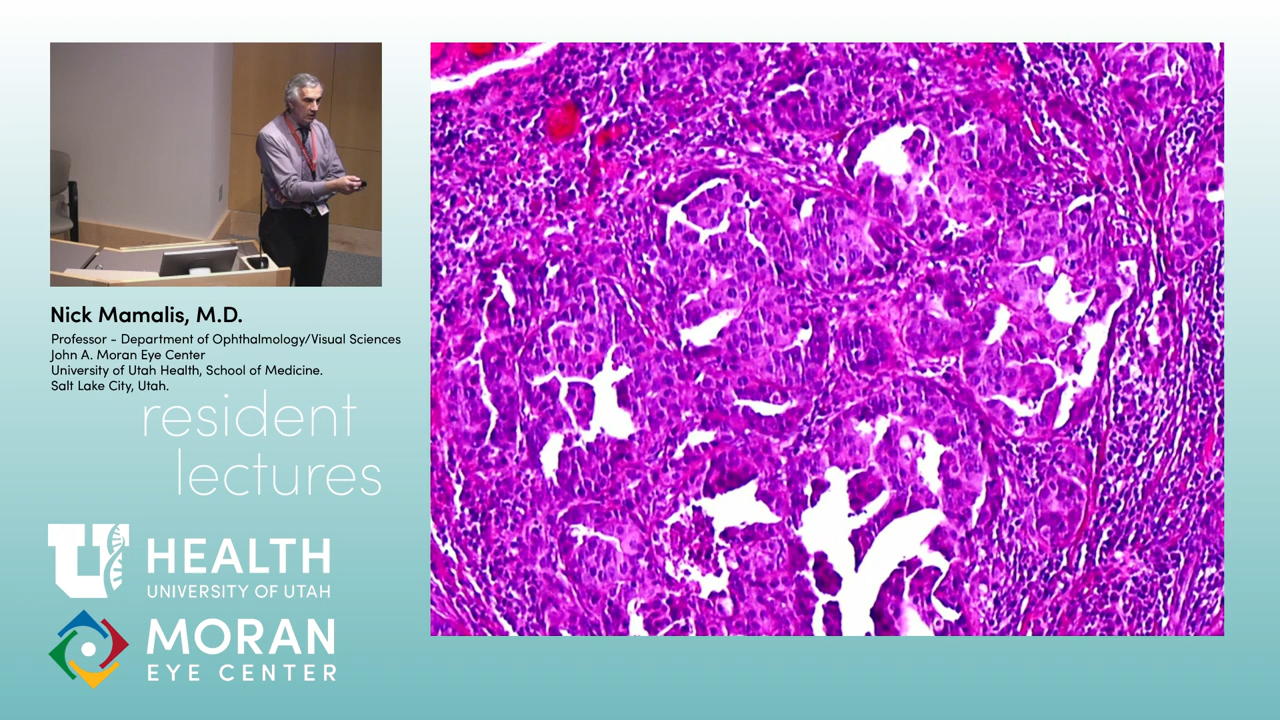 Nick Mamalis, M.D.
Professor - Department of Ophthalmology/Visual Sciences
John A. Moran Eye Center
University of Utah Health, School of Medicine.
Salt Lake City, Utah.
resident
lectures
U HEALTH
UNIVERSITY OF UTAH
MORAN
EYE CENTER